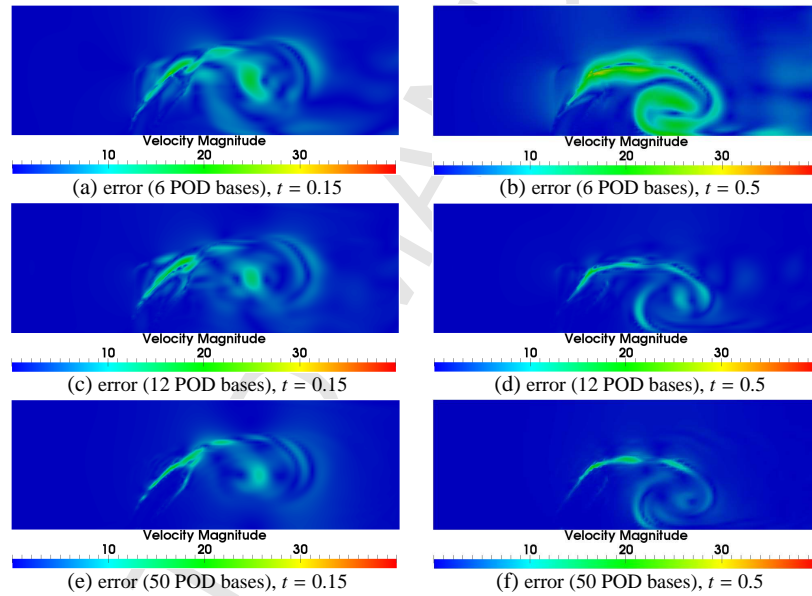 Velocity Magnitude Velocity Magnitude
10 20 30 10 20 30
(a) error (6 POD bases), t = 0.15 (b) error (6 POD bases), t = 0.5
Velocity Magnitude Velocity Magnitude
10 20 30 10 20 30
(c) error (12 POD bases), t = 0.15 (d) error (12 POD bases), t = 0.5
Velocity Magnitude Velocity Magnitude
10 20 30 10 20 30
(e) error (50 POD bases), t = 0.15 (f) error (50 POD bases), t = 0.5